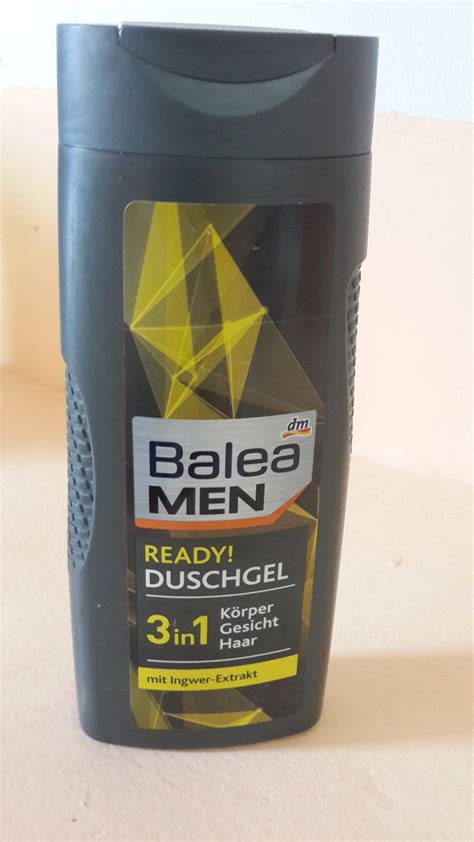 dm
Balea
MEN
READY!
DUSCHGEL
3in1
Körper
Gesicht
Haar
mit Ingwer-Extrakt